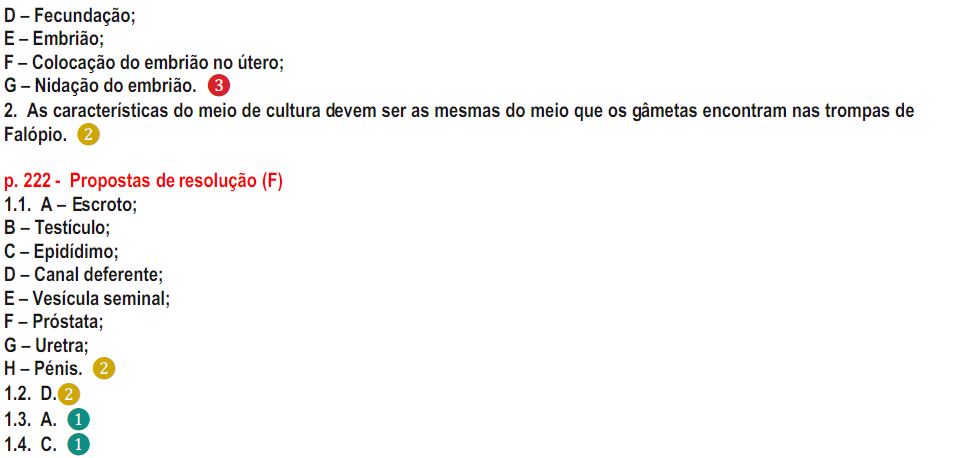 D – Fecundação;
E – Embrião;
F – Colocação do embrião no útero;
G – Nidação do embrião. 3
2. As características do meio de cultura devem ser as mesmas do meio que os gâmetas encontram nas trompas de
Falópio. 2
p. 222 - Propostas de resolução (F)
1.1. A – Escroto;
B – Testículo;
C – Epidídimo;
D – Canal deferente;
E – Vesícula seminal;
F – Próstata;
G – Uretra;
H – Pénis. 2
1.2. D. 2
1.3. A. 1
1.4. C. 1